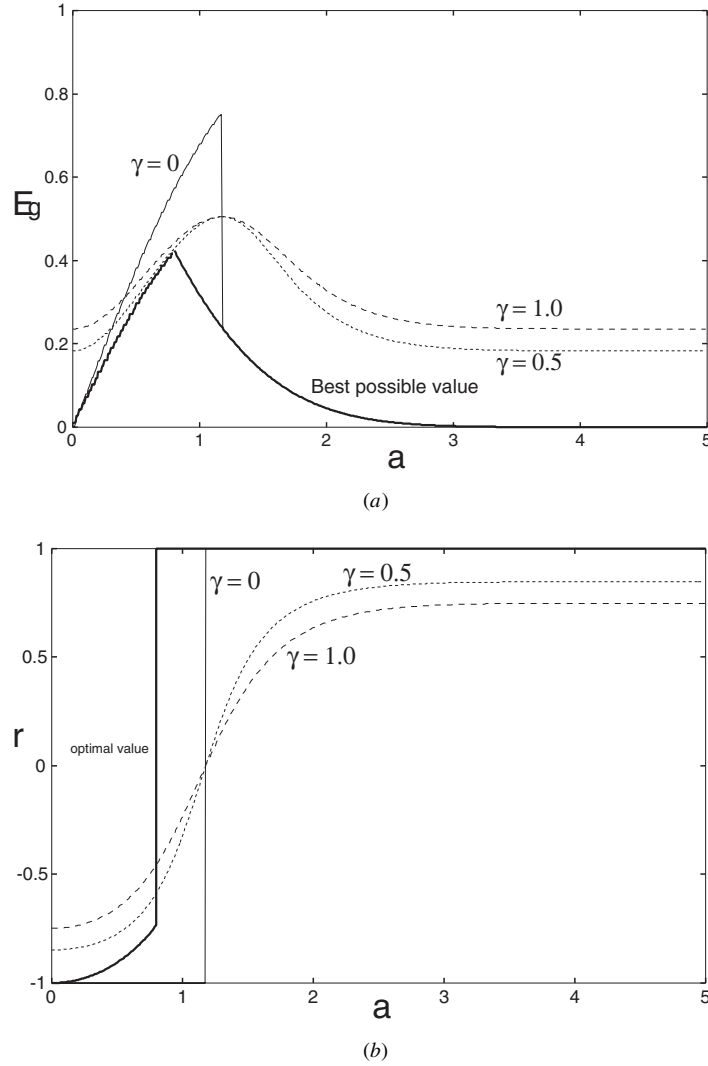 1
0.8
γ = 0
0.6
Eg
0.4
γ = 1.0
0.2
γ = 0.5
Best possible value
0
0 1 2 3 4 5
a
(a)
1
γ = 0
γ = 0.5
0.5
γ = 1.0
r
optimal value
0
-0.5
-1
0 1 2 3 4 5
a
(b)